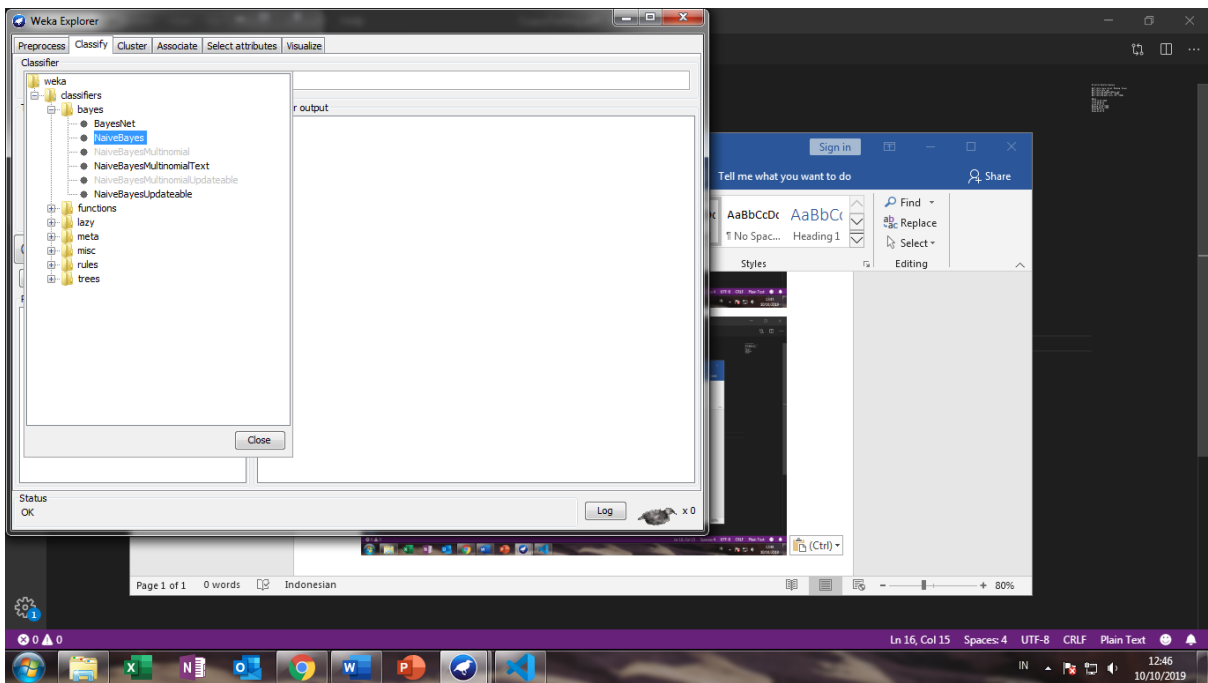 Weka Explorer
Preprocess Classify Cluster Associate Select attributes Visualize
Classifier
weka
classifiers
bayes
BayesNet
NaiveBayes
NaiveBayesMultinomial
NaiveBayesMultinomialText
NaiveBayesMultinomialUpdateable
NaiveBayesUpdateable
functions
lazy
meta
misc
rules
trees
r output
Close
Status
OK
Log
x 0
Sign in
Tell me what you want to do
Share
AaBbCcDc AaBbC
¶ No Spac... Heading 1
Styles
Find
Replace
Select
Editing
(Ctrl)
Page 1 of 1 0 words Indonesian
80%
1
0 0
Ln 16, Col 15 Spaces: 4 UTF-8 CRLF Plain Text
IN
12:46
10/10/2019